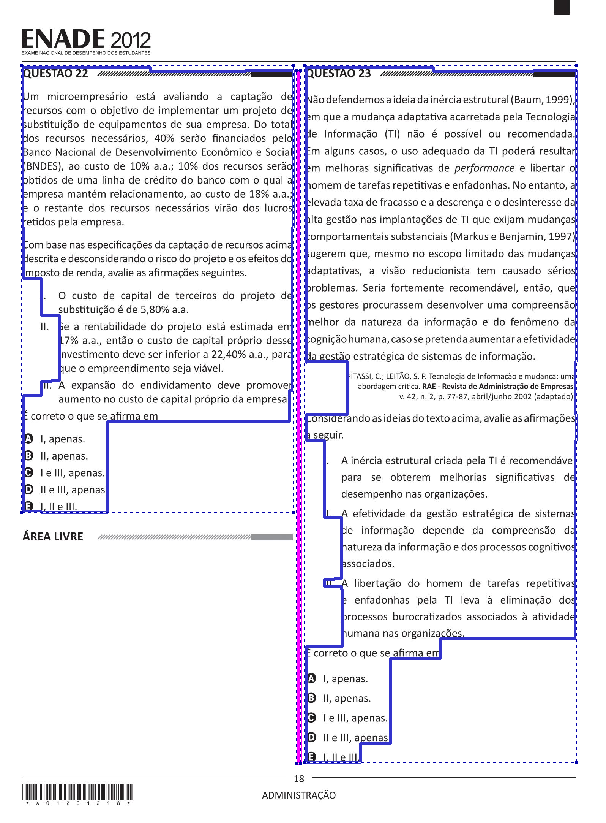 ENADE 2012
EXAME NACIONAL DE DESEMPENHO DOS ESTUDANTES
QUESTÃO 22
Um microempresário está avaliando a captação de
recursos com o objetivo de implementar um projeto de
substituição de equipamentos de sua empresa. Do total
dos recursos necessários, 40% serão financiados pelo
Banco Nacional de Desenvolvimento Econômico e Social
(BNDES), ao custo de 10% a.a.; 10% dos recursos serão
obtidos de uma linha de crédito do banco com o qual a
empresa mantém relacionamento, ao custo de 18% a.a.;
e o restante dos recursos necessários virão dos lucros
retidos pela empresa.
Com base nas especificações da captação de recursos acima
descrita e desconsiderando o risco do projeto e os efeitos do
imposto de renda, avalie as afirmações seguintes.
I. O custo de capital de terceiros do projeto de
substituição é de 5,80% a.a.
II. Se a rentabilidade do projeto está estimada em
17% a.a., então o custo de capital próprio desse
investimento deve ser inferior a 22,40% a.a., para
que o empreendimento seja viável.
III. A expansão do endividamento deve promover
aumento no custo de capital próprio da empresa.
É correto o que se afirma em
A I, apenas.
B II, apenas.
C I e III, apenas.
D II e III, apenas.
E I, II e III.
ÁREA LIVRE
QUESTÃO 23
Não defendemos a ideia da inércia estrutural (Baum, 1999),
em que a mudança adaptativa acarretada pela Tecnologia
de Informação (TI) não é possível ou recomendada.
Em alguns casos, o uso adequado da TI poderá resultar
em melhoras significativas de performance e libertar o
homem de tarefas repetitivas e enfadonhas. No entanto, a
elevada taxa de fracasso e a descrença e o desinteresse da
alta gestão nas implantações de TI que exijam mudanças
comportamentais substanciais (Markus e Benjamin, 1997)
sugerem que, mesmo no escopo limitado das mudanças
adaptativas, a visão reducionista tem causado sérios
problemas. Seria fortemente recomendável, então, que
os gestores procurassem desenvolver uma compreensão
melhor da natureza da informação e do fenômeno da
cognição humana, caso se pretenda aumentar a efetividade
da gestão estratégica de sistemas de informação.
TASSI, C.; LEITÃO, S. P. Tecnologia de informação e mudança: uma
abordagem crítica. RAE - Revista de Administração de Empresas
v. 42, n. 2, p. 77-87, abril/junho 2002 (adaptado)
Considerando as ideias do texto acima, avalie as afirmações
a seguir.
I. A inércia estrutural criada pela TI é recomendável
para se obterem melhorias significativas de
desempenho nas organizações.
II. A efetividade da gestão estratégica de sistemas
de informação depende da compreensão da
natureza da informação e dos processos cognitivos
associados.
III. A libertação do homem de tarefas repetitivas
e enfadonhas pela TI leva à eliminação dos
processos burocratizados associados à atividade
humana nas organizações.
É correto o que se afirma em
A I, apenas.
B II, apenas.
C I e III, apenas.
D II e III, apenas.
E I, II e III.
18
ADMINISTRAÇÃO